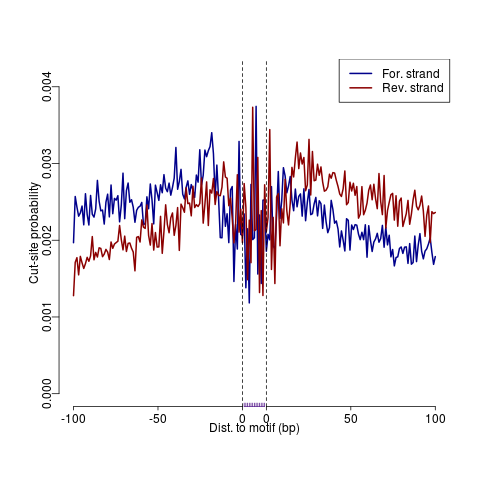 For. strand
Rev. strand
Cut-site probability
0.004
0.003
0.002
0.001
0.000
-100 -50 0 0 50 100
Dist. to motif (bp)